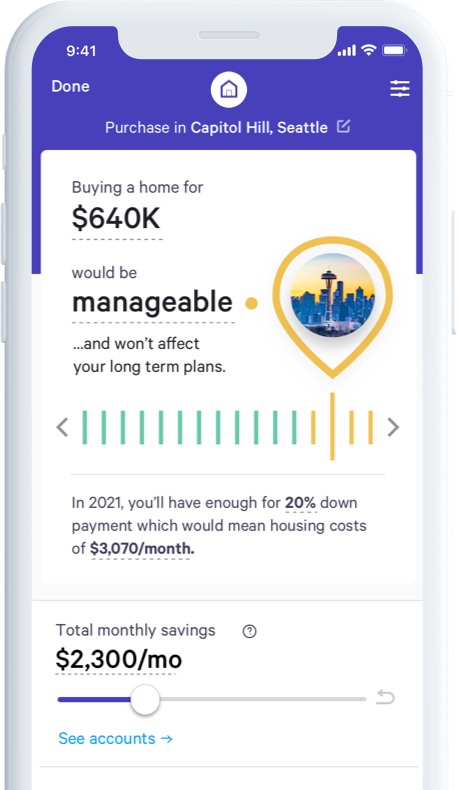 9:41
Done
Purchase in Capitol Hill, Seattle
Buying a home for
$640K
would be
manageable
...and won’t affect
your long term plans.
In 2021, you’ll have enough for 20% down
payment which would mean housing costs
of $3,070/month.
Total monthly savings ?
$2,300/mo
See accounts →